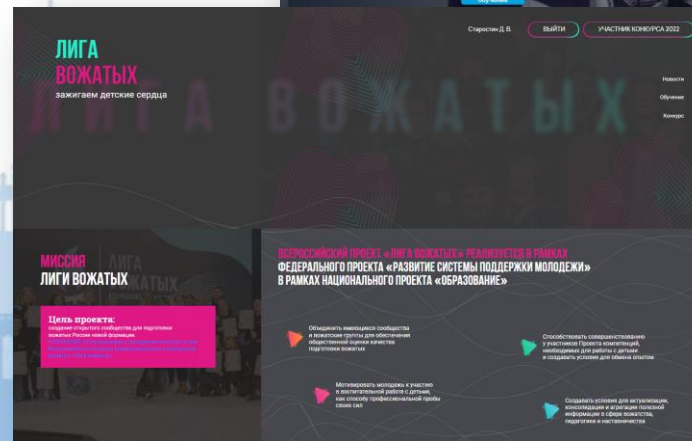 обучение
Старостин Д. В.
ВЫЙТИ
УЧАСТНИК КОНКУРСА 2022
ЛИГА
ВОЖАТЫХ
зажигаем детские сердца
ЛИГА ВОЖАТЫХ
Новости
Обучение
Конкурс
МИССИЯ
ЛИГИ ВОЖАТЫХ
Цель проекта:
создание открытого сообщества для подготовки
вожатых России новой формации.
ВСЕРОССИЙСКИЙ ПРОЕКТ «ЛИГА ВОЖАТЫХ» РЕАЛИЗУЕТСЯ В РАМКАХ
ФЕДЕРАЛЬНОГО ПРОЕКТА «РАЗВИТИЕ СИСТЕМЫ ПОДДЕРЖКИ МОЛОДЕЖИ»
В РАМКАХ НАЦИОНАЛЬНОГО ПРОЕКТА «ОБРАЗОВАНИЕ»
Объединить имеющиеся сообщества
и вожатские группы для обеспечения
общественной оценки качества
подготовки вожатых
Способствовать совершенствованию
у участников Проекта компетенций,
необходимых для работы с детьми
и создавать условия для обмена опытом
Мотивировать молодежь к участию
в воспитательной работе с детьми,
как способу профессиональной пробы
своих сил
Создавать условия для актуализации,
консолидации и агрегации полезной
информации в сфере вожатства,
педагогики и наставничества